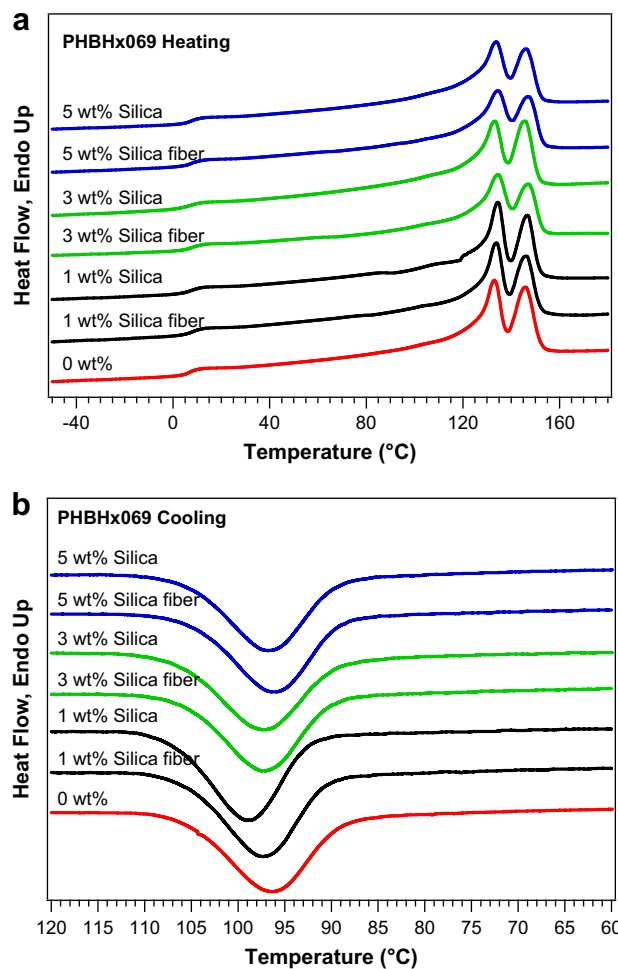 a
PHBHx069 Heating
5 wt% Silica
5 wt% Silica fiber
3 wt% Silica
3 wt% Silica fiber
1 wt% Silica
1 wt% Silica fiber
0 wt%
Heat Flow, Endo Up
-40 0 40 80 120 160
Temperature (°C)
b
PHBHx069 Cooling
5 wt% Silica
5 wt% Silica fiber
3 wt% Silica
3 wt% Silica fiber
1 wt% Silica
1 wt% Silica fiber
0 wt%
Heat Flow, Endo Up
120 115 110 105 100 95 90 85 80 75 70 65 60
Temperature (°C)